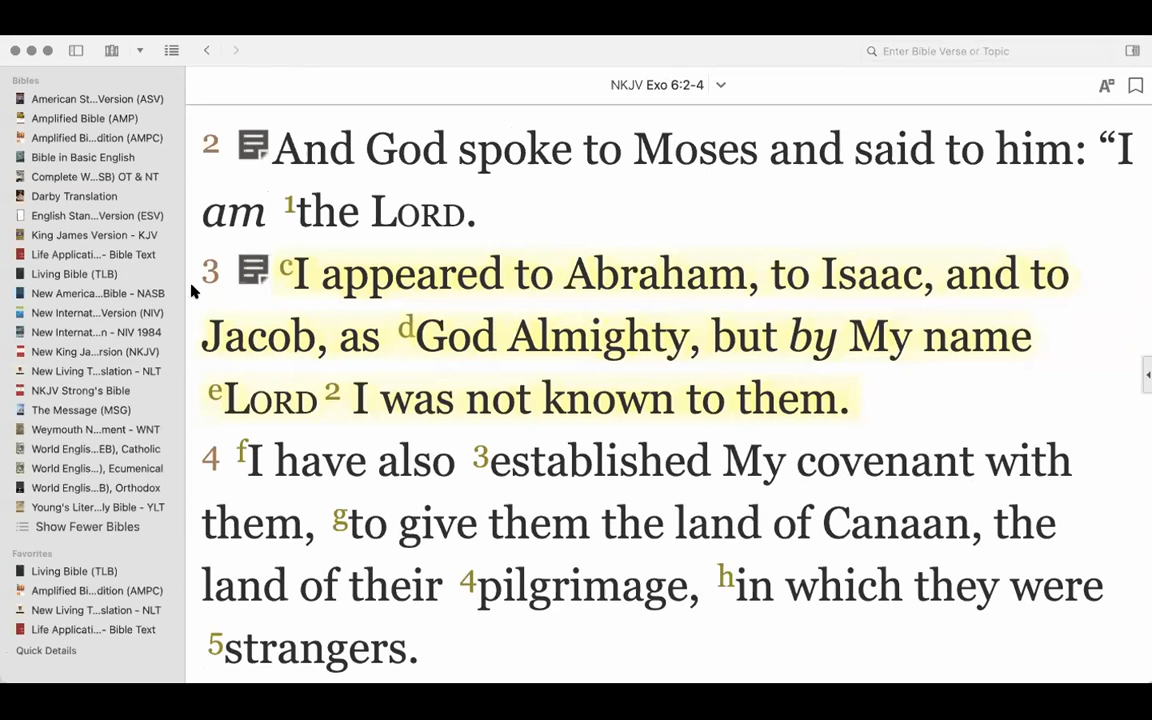 Enter Bible Verse or Topic
NKJV Exo 6:2-4
Bibles
American St...Version (ASV)
Amplified Bible (AMP)
Amplified Bi...dition (AMPC)
Bible in Basic English
Complete W...SB) OT & NT
Darby Translation
English Stan...Version (ESV)
King James Version - KJV
Life Applicati...- Bible Text
Living Bible (TLB)
New America...Bible - NASB
New Internat...Version (NIV)
New Internat...n - NIV 1984
New King Ja...rsion (NKJV)
New Living T...slation - NLT
NKJV Strong's Bible
The Message (MSG)
Weymouth N...ment - WNT
World Englis...EB), Catholic
World Englis...), Ecumenical
World Englis...B), Orthodox
Young's Liter...ly Bible - YLT
Show Fewer Bibles
Favorites
Living Bible (TLB)
Amplified Bi...dition (AMPC)
New Living T...slation - NLT
Life Applicati...- Bible Text
Quick Details
2 And God spoke to Moses and said to him: “I
am 1the LORD.
3 cI appeared to Abraham, to Isaac, and to
Jacob, as dGod Almighty, but by My name
eLORD 2 I was not known to them.
4 fI have also 3established My covenant with
them, gto give them the land of Canaan, the
land of their 4pilgrimage, hin which they were
5strangers.